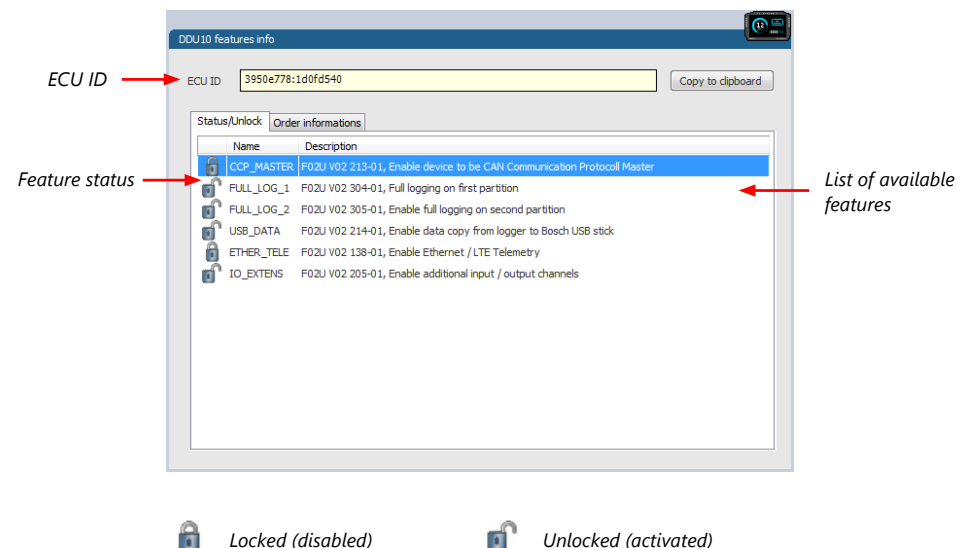 12
DDU10 features info
ECU ID
ECU ID
3950e778:1d0fd540
Copy to clipboard
Status/Unlock
Order informations
Name
Description
Feature status
CCP_MASTER F02U V02 213-01, Enable device to be CAN Communication Protocoll Master
FULL_LOG_1 F02U V02 304-01, Full logging on first partition
FULL_LOG_2 F02U V02 305-01, Enable full logging on second partition
USB_DATA F02U V02 214-01, Enable data copy from logger to Bosch USB stick
ETHER_TELE F02U V02 138-01, Enable Ethernet / LTE Telemetry
IO_EXTENS F02U V02 205-01, Enable additional input / output channels
List of available
features
Locked (disabled)
Unlocked (activated)